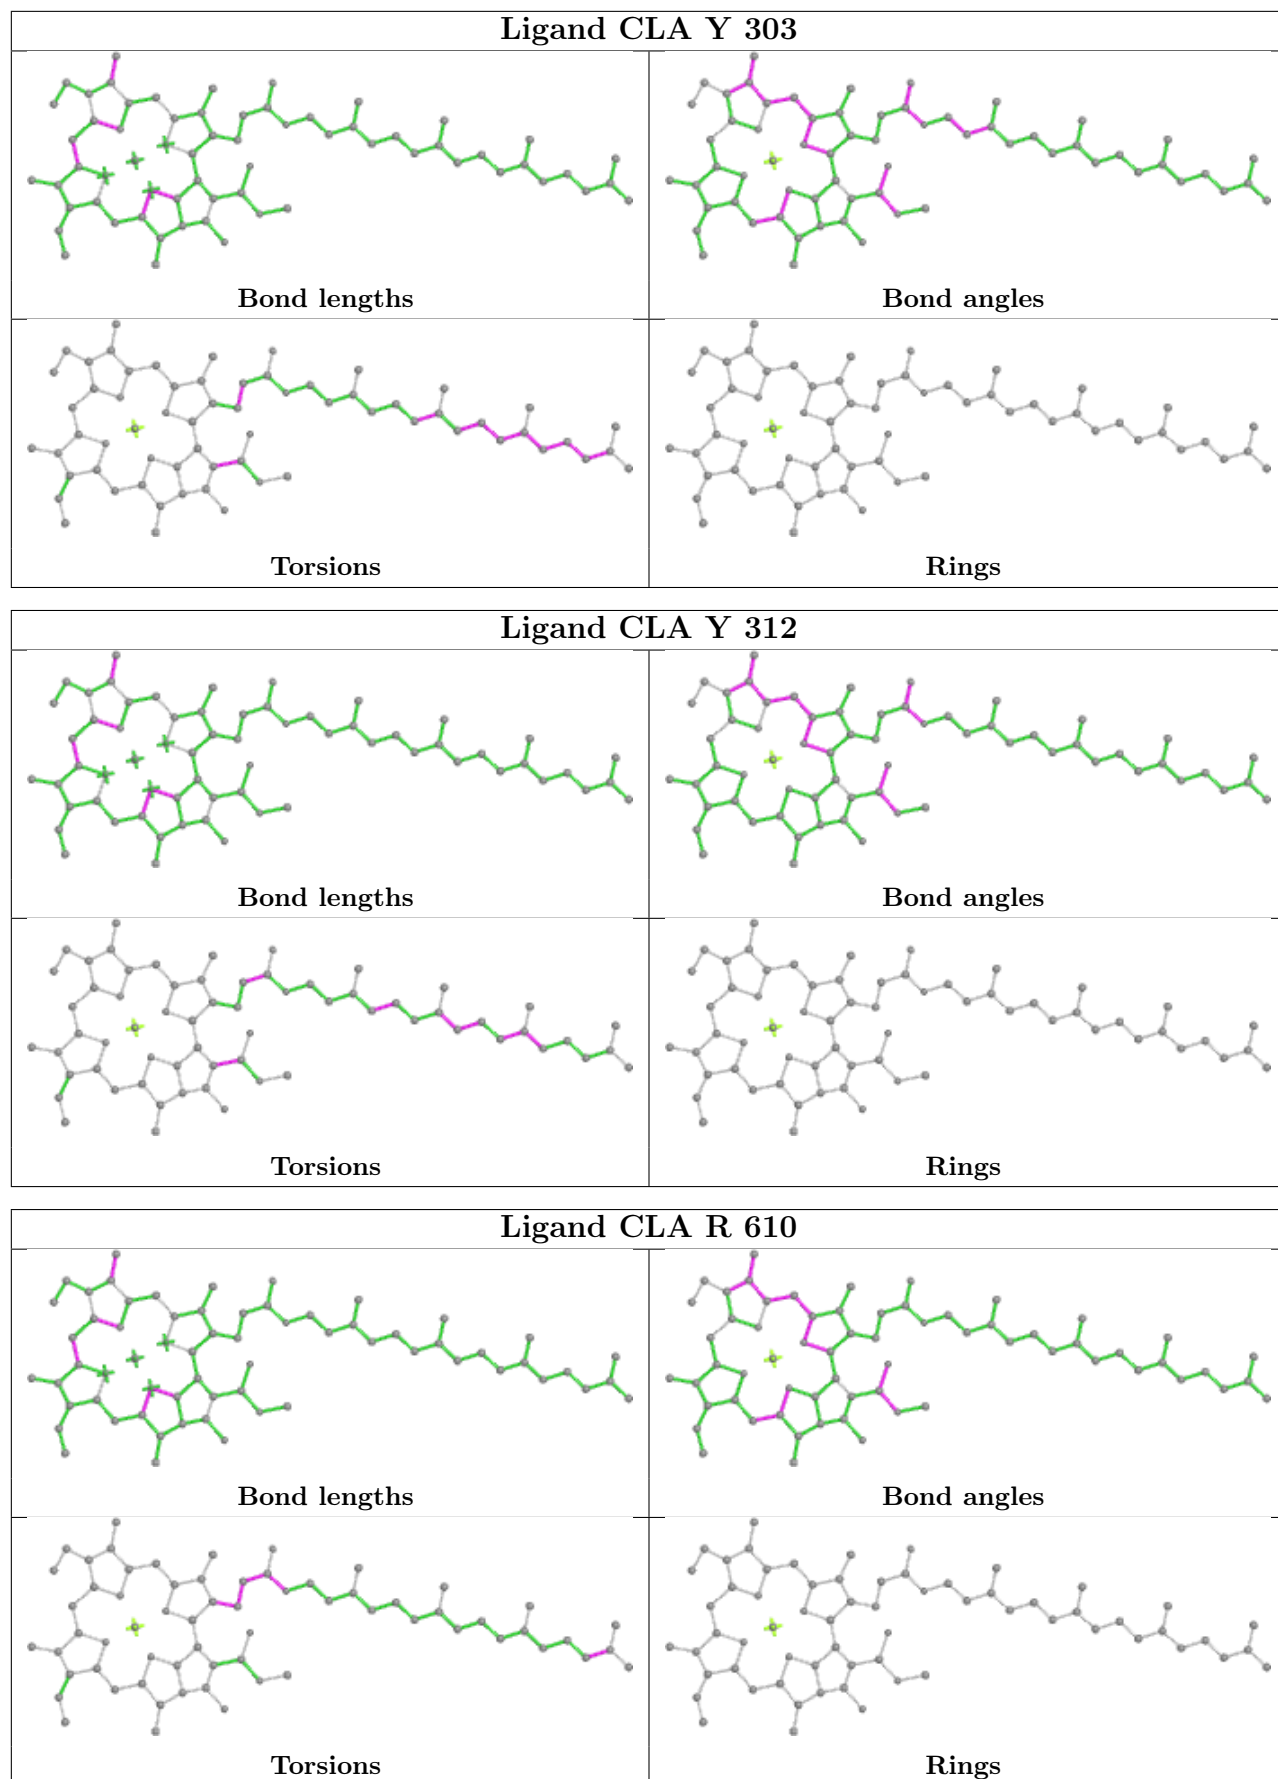 Ligand CLA Y 303
Bond lengths
Bond angles
Torsions
Rings
Ligand CLA Y 312
Bond lengths
Bond angles
Torsions
Rings
Ligand CLA R 610
Bond lengths
Bond angles
Torsions
Rings